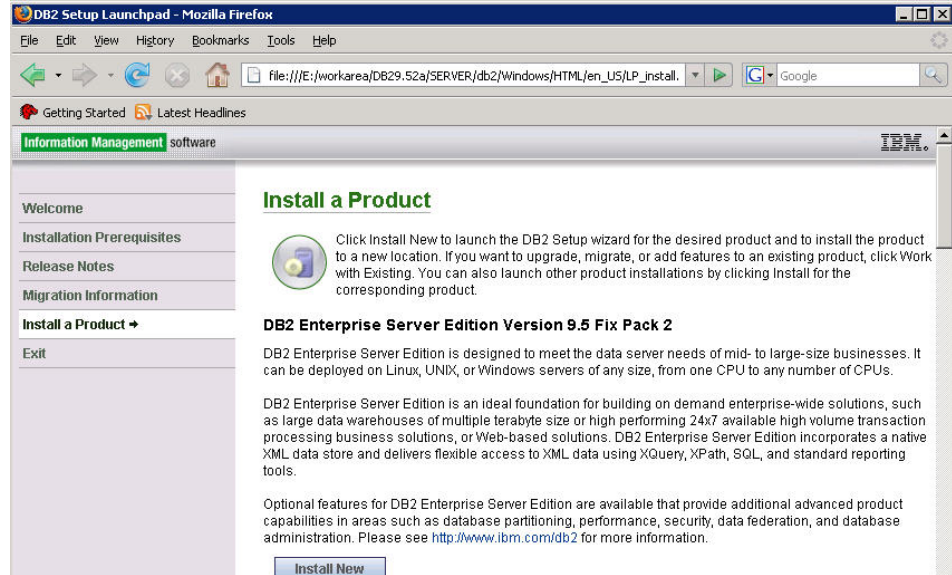 DB2 Setup Launchpad - Mozilla Firefox
File Edit View History Bookmarks Tools Help
file:///E:/workarea/DB29.52a/SERVER/db2/Windows/HTML/en_US/LP_install.
G Google
Getting Started Latest Headlines
Information Management software
IBM.
Welcome
Installation Prerequisites
Release Notes
Migration Information
Install a Product →
Exit
Install a Product
Click Install New to launch the DB2 Setup wizard for the desired product and to install the product
to a new location. If you want to upgrade, migrate, or add features to an existing product, click Work
with Existing. You can also launch other product installations by clicking Install for the
corresponding product.
DB2 Enterprise Server Edition Version 9.5 Fix Pack 2
DB2 Enterprise Server Edition is designed to meet the data server needs of mid- to large-size businesses. It
can be deployed on Linux, UNIX, or Windows servers of any size, from one CPU to any number of CPUs.
DB2 Enterprise Server Edition is an ideal foundation for building on demand enterprise-wide solutions, such
as large data warehouses of multiple terabyte size or high performing 24x7 available high volume transaction
processing business solutions, or Web-based solutions. DB2 Enterprise Server Edition incorporates a native
XML data store and delivers flexible access to XML data using XQuery, XPath, SQL, and standard reporting
tools.
Optional features for DB2 Enterprise Server Edition are available that provide additional advanced product
capabilities in areas such as database partitioning, performance, security, data federation, and database
administration. Please see http://www.ibm.com/db2 for more information.
Install New